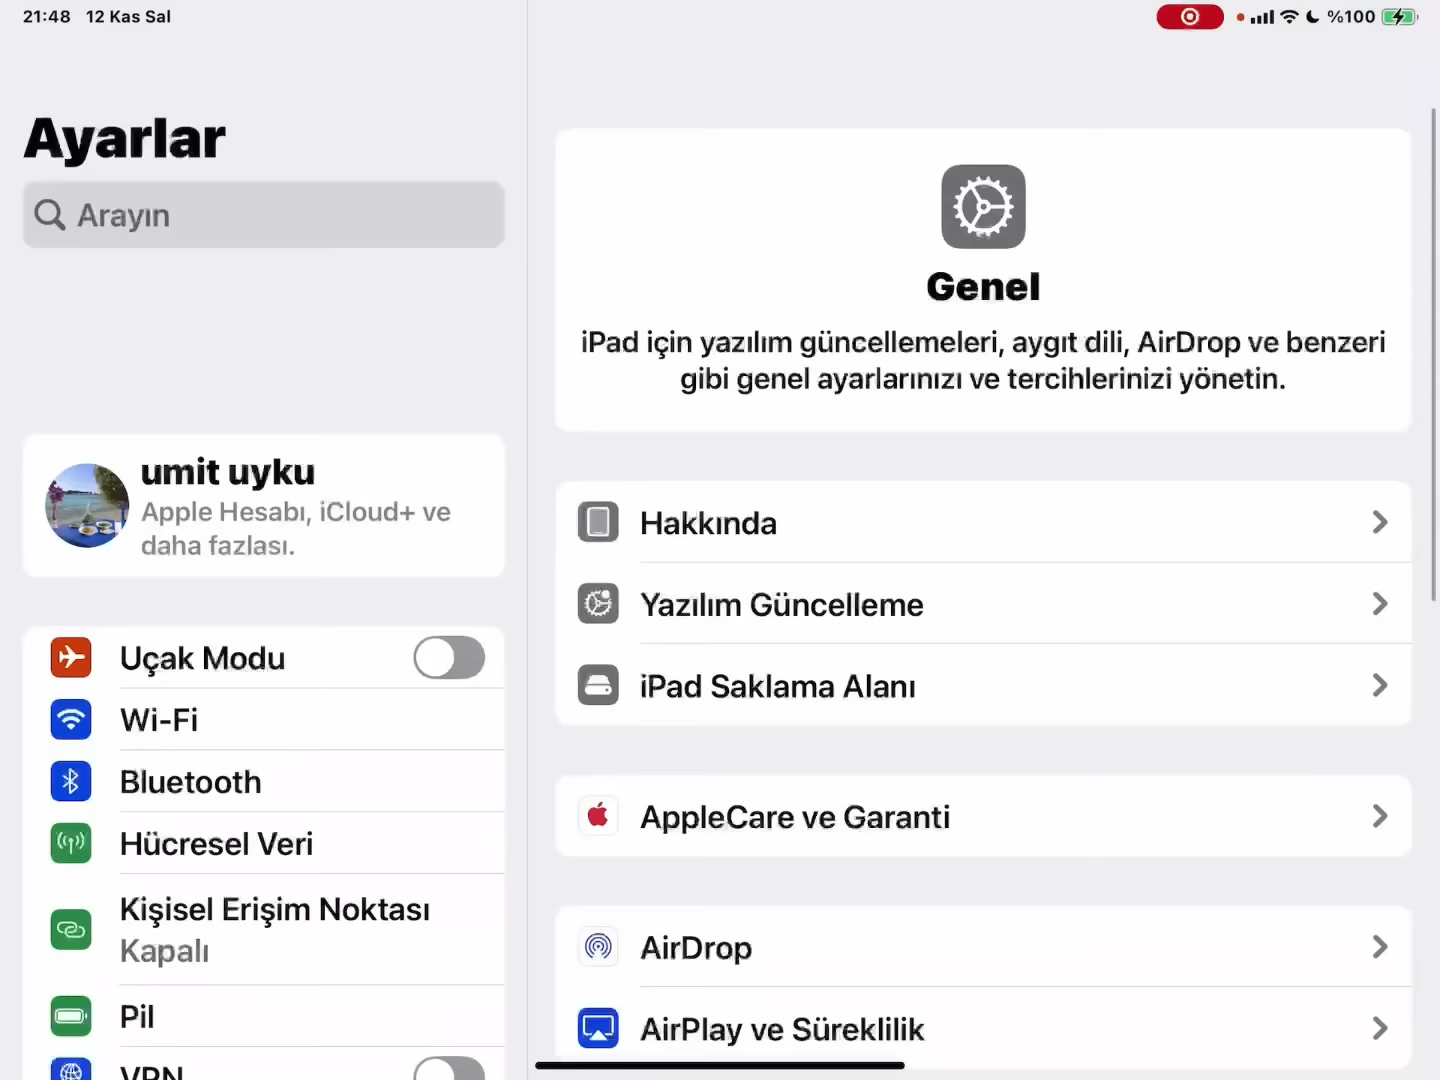 21:48 12 Kas Sal
%100
Ayarlar
Arayın
umit uyku
Apple Hesabı, iCloud+ ve
daha fazlası.
Uçak Modu
Wi-Fi
Bluetooth
Hücresel Veri
Kişisel Erişim Noktası
Kapalı
Pil
VPN
Genel
iPad için yazılım güncellemeleri, aygıt dili, AirDrop ve benzeri
gibi genel ayarlarınızı ve tercihlerinizi yönetin.
Hakkında
Yazılım Güncelleme
iPad Saklama Alanı
AppleCare ve Garanti
AirDrop
AirPlay ve Süreklilik